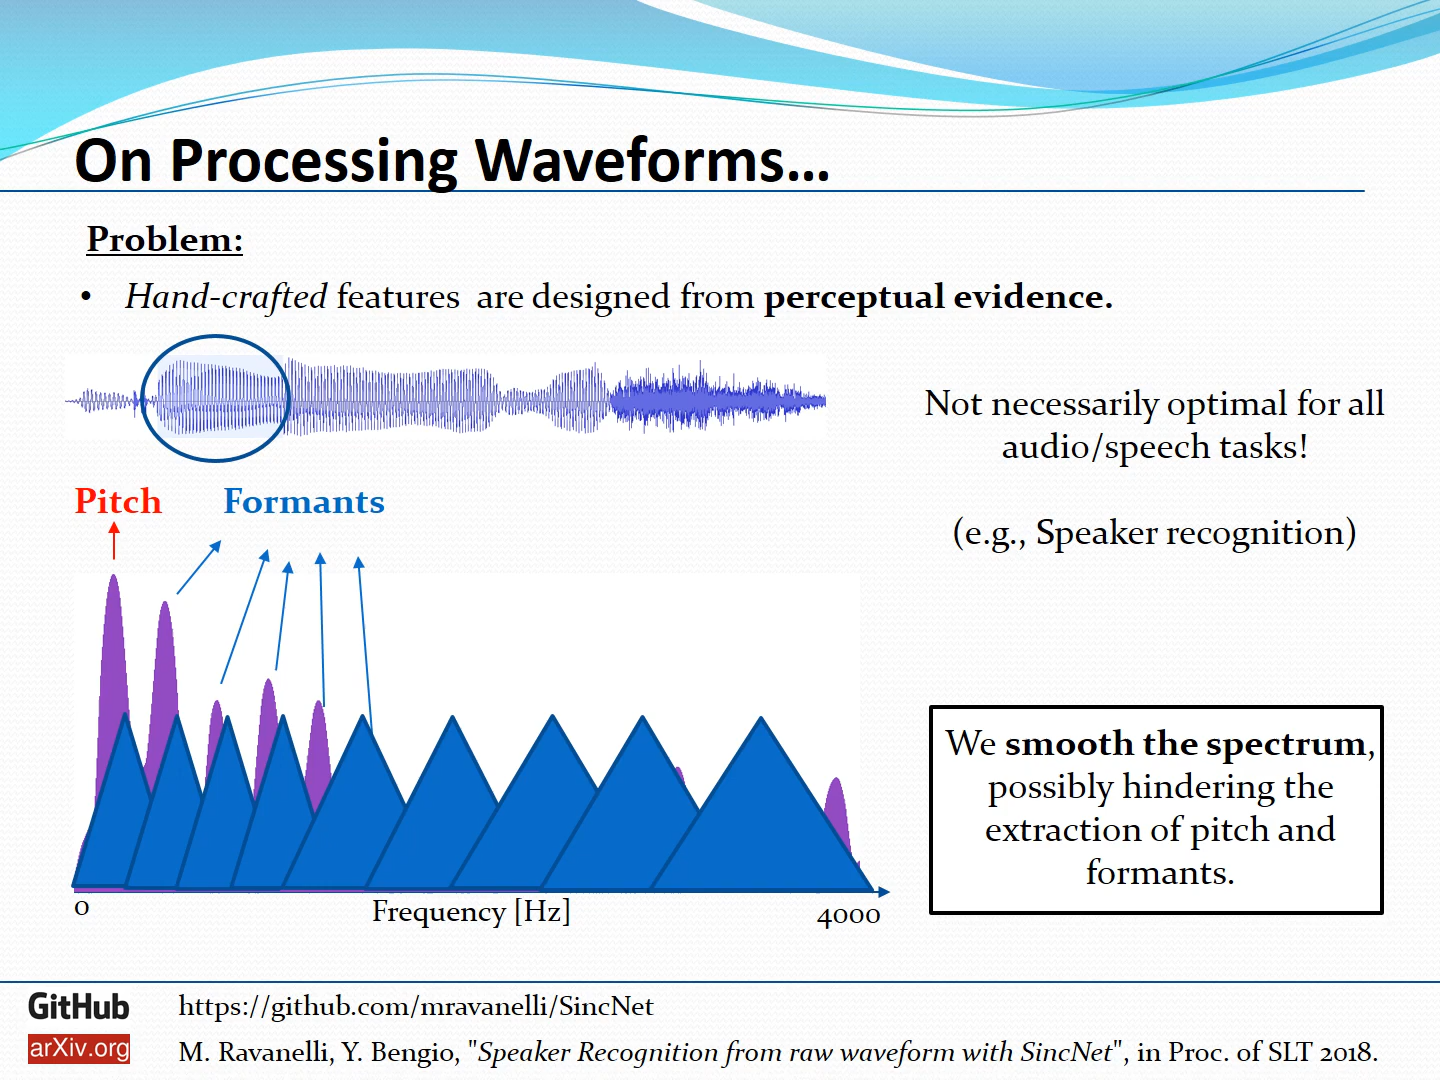 On Processing Waveforms...
Problem:
• Hand-crafted features are designed from perceptual evidence.
Not necessarily optimal for all
audio/speech tasks!
(e.g., Speaker recognition)
Pitch Formants
We smooth the spectrum,
possibly hindering the
extraction of pitch and
formants.
0 Frequency [Hz] 4000
GitHub https://github.com/mravanelli/SincNet
arXiv.org M. Ravanelli, Y. Bengio, "Speaker Recognition from raw waveform with SincNet", in Proc. of SLT 2018.